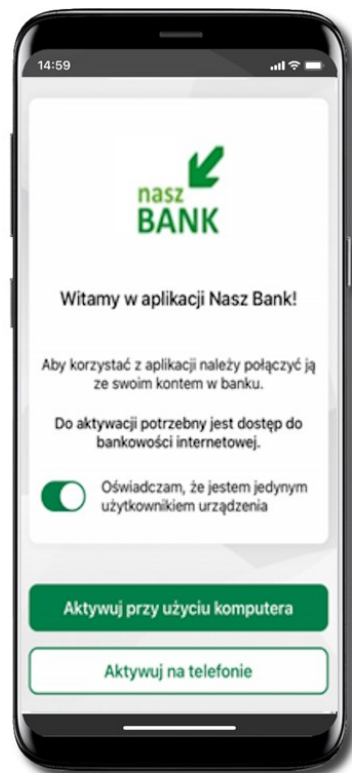 14:59
nasz
BANK
Witamy w aplikacji Nasz Bank!
Aby korzystać z aplikacji należy połączyć ją
ze swoim kontem w banku.
Do aktywacji potrzebny jest dostęp do
bankowości internetowej.
Oświadczam, że jestem jedynym
użytkownikiem urządzenia
Aktywuj przy użyciu komputera
Aktywuj na telefonie